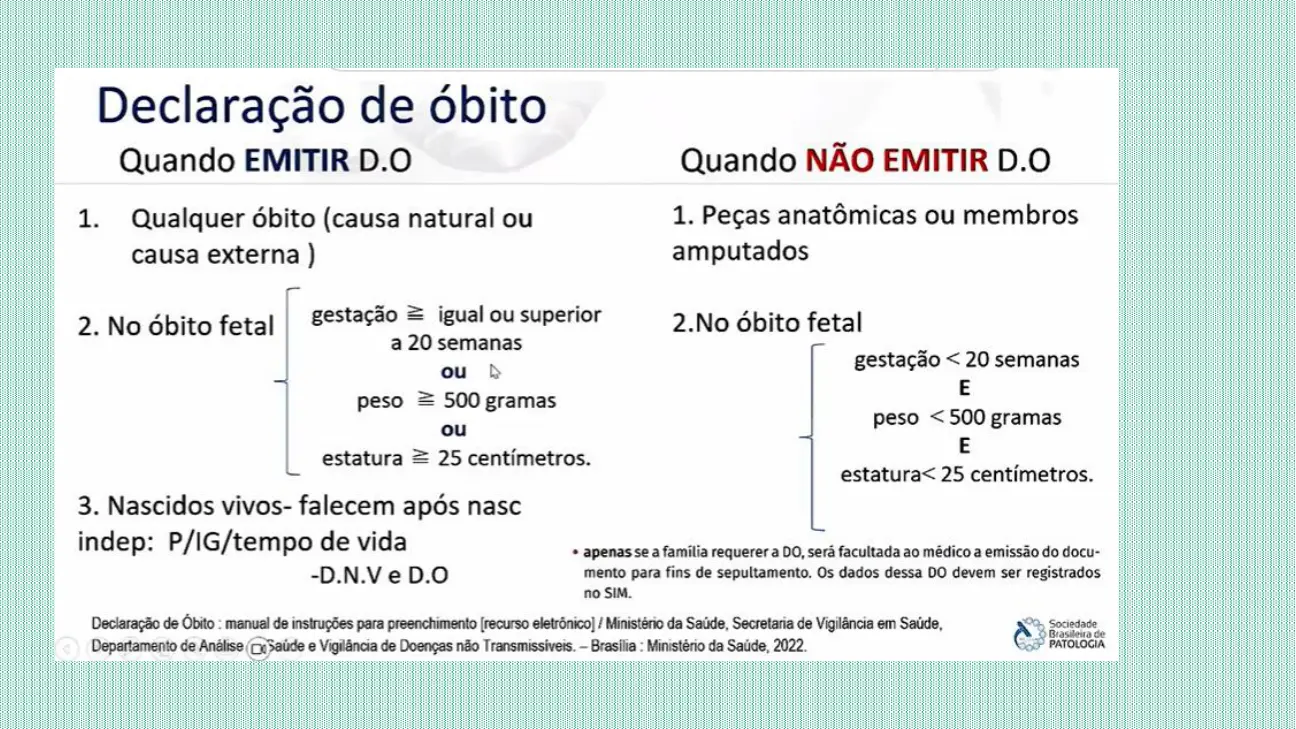 Declaração de óbito
Quando EMITIR D.O
1. Qualquer óbito (causa natural ou
causa externa )
2. No óbito fetal
gestação ≧ igual ou superior
a 20 semanas
ou
peso ≧ 500 gramas
ou
estatura ≧ 25 centímetros.
3. Nascidos vivos- falecem após nasc
indep: P/IG/tempo de vida
-D.N.V e D.O
Quando NÃO EMITIR D.O
1. Peças anatômicas ou membros
amputados
2.No óbito fetal
gestação < 20 semanas
E
peso < 500 gramas
E
estatura< 25 centímetros.
• apenas se a família requerer a DO, será facultada ao médico a emissão do docu-
mento para fins de sepultamento. Os dados dessa DO devem ser registrados
no SIM.
Declaração de Óbito : manual de instruções para preenchimento [recurso eletrônico] / Ministério da Saúde, Secretaria de Vigilância em Saúde,
Departamento de Análise Saúde e Vigilância de Doenças não Transmissíveis. – Brasília : Ministério da Saúde, 2022.
Sociedade
Brasileira de
PATOLOGIA